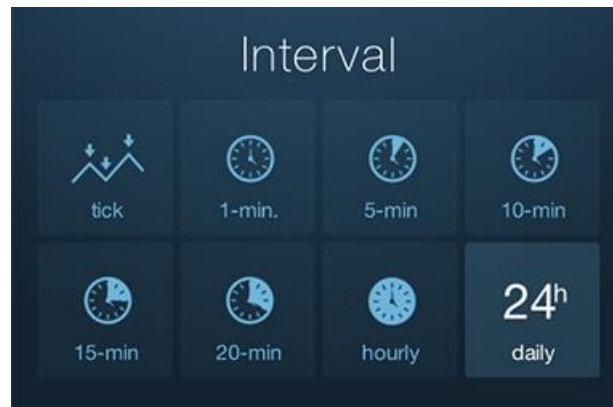 Interval
tick 1-min. 5-min 10-min
24h
15-min 20-min hourly daily